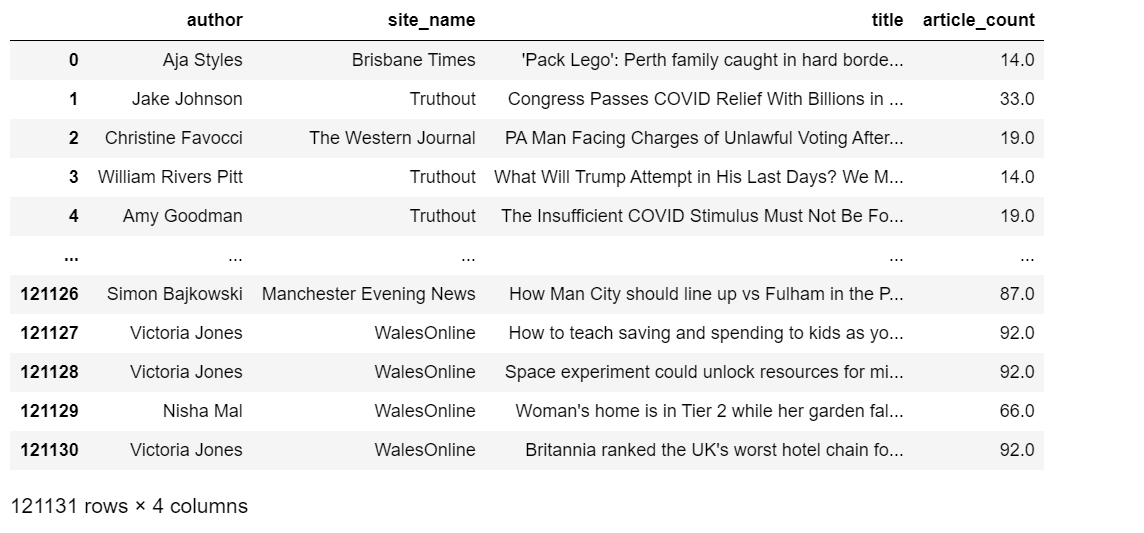 author site_name title article_count
0 Aja Styles Brisbane Times 'Pack Lego': Perth family caught in hard borde... 14.0
1 Jake Johnson Truthout Congress Passes COVID Relief With Billions in ... 33.0
2 Christine Favocci The Western Journal PA Man Facing Charges of Unlawful Voting After... 19.0
3 William Rivers Pitt Truthout What Will Trump Attempt in His Last Days? We M... 14.0
4 Amy Goodman Truthout The Insufficient COVID Stimulus Must Not Be Fo... 19.0
... ... ... ... ...
121126 Simon Bajkowski Manchester Evening News How Man City should line up vs Fulham in the P... 87.0
121127 Victoria Jones WalesOnline How to teach saving and spending to kids as yo... 92.0
121128 Victoria Jones WalesOnline Space experiment could unlock resources for mi... 92.0
121129 Nisha Mal WalesOnline Woman's home is in Tier 2 while her garden fal... 66.0
121130 Victoria Jones WalesOnline Britannia ranked the UK's worst hotel chain fo... 92.0
121131 rows × 4 columns